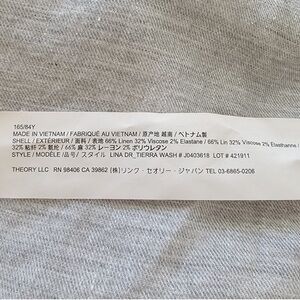 165/84Y
MADE IN VIETNAM / FABRIQUÉ AU VIETNAM / 原产地 越南 / ベトナム製
SHELL / EXTÉRIEUR / 面料 / 表地 66% Linen 32% Viscose 2% Elastane / 66% Lin 32% Viscose 2% Elasthanne /
32% 粘纤 2% 氨纶 / 66% 麻 32% レーヨン 2% ポリウレタン
STYLE / MODÈLE /品号/ スタイル LINA DR_TIERRA WASH # J0403618 LOT # 421911
THEORY LLC RN 98406 CA 39862 (株)リンク・セオリー・ジャパン TEL 03-6865-0206